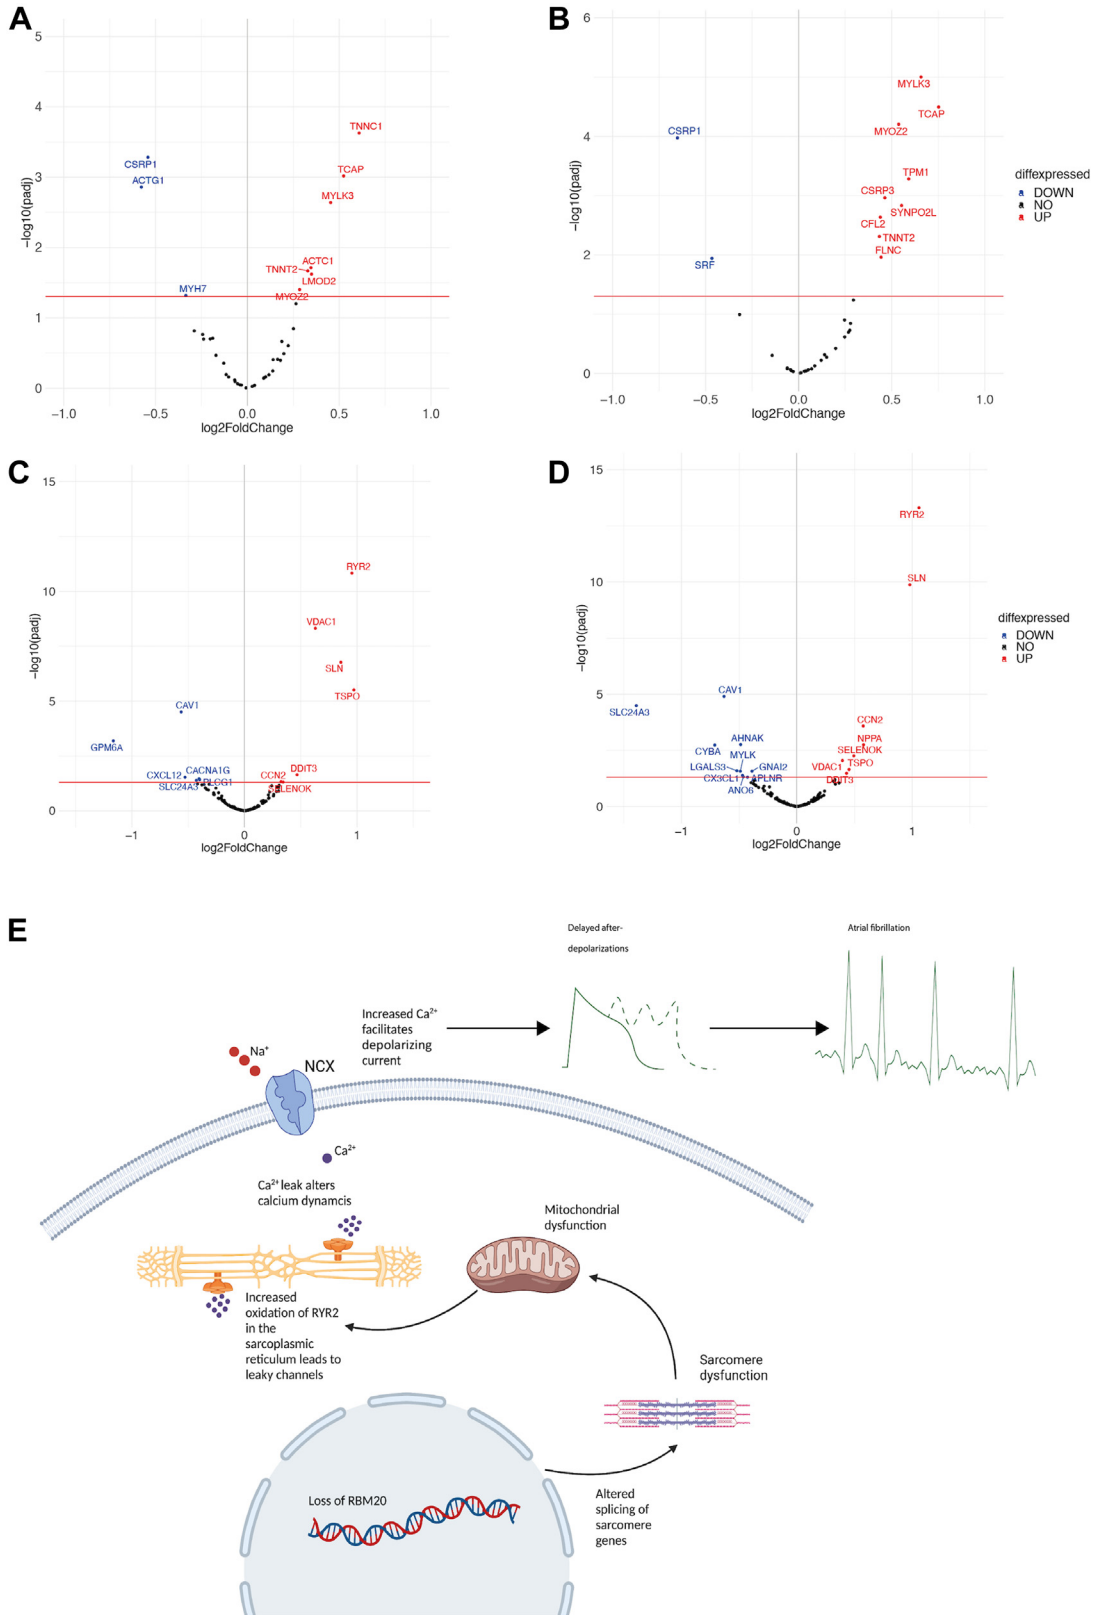 A
5
4
3
2
1
0
−log10(padj)
TNNC1
CSRP1
TCAP
ACTG1
MYLK3
ACTC1
TNNT2
LMOD2
MYH7
MYOZ2
−1.0
−0.5
0.0
0.5
1.0
log2FoldChange
B
6
4
2
0
−log10(padj)
MYLK3
TCAP
CSRP1
MYOZ2
TPM1
CSRP3
SYNPO2L
CFL2
TNNT2
FLNC
SRF
−1.0
−0.5
0.0
0.5
1.0
log2FoldChange
diffexpressed
DOWN
NO
UP
C
15
10
5
0
−log10(padj)
RYR2
VDAC1
SLN
TSPO
CAV1
GPM6A
CXCL12
CACNA1G
PLCG1
SLC24A3
DDIT3
CCN2
SELENOK
−1
0
1
log2FoldChange
D
15
10
5
0
−log10(padj)
RYR2
SLN
CAV1
SLC24A3
CCN2
AHNAK
NPPA
CYBA
MYLK
SELENOK
LGALS3
GNAI2
VDAC1
TSPO
CX3CL1
APLNR
DDIT3
ANO6
−1
0
1
log2FoldChange
diffexpressed
DOWN
NO
UP
E
Delayed after-
depolarizations
Atrial fibrillation
Increased Ca²⁺
facilitates
depolarizing
current
Na⁺
NCX
Ca²⁺
Ca²⁺ leak alters
calcium dynamcis
Mitochondrial
dysfunction
Increased
oxidation of RYR2
in the
sarcoplasmic
reticulum leads to
leaky channels
Sarcomere
dysfunction
Loss of RBM20
Altered
splicing of
sarcomere
genes